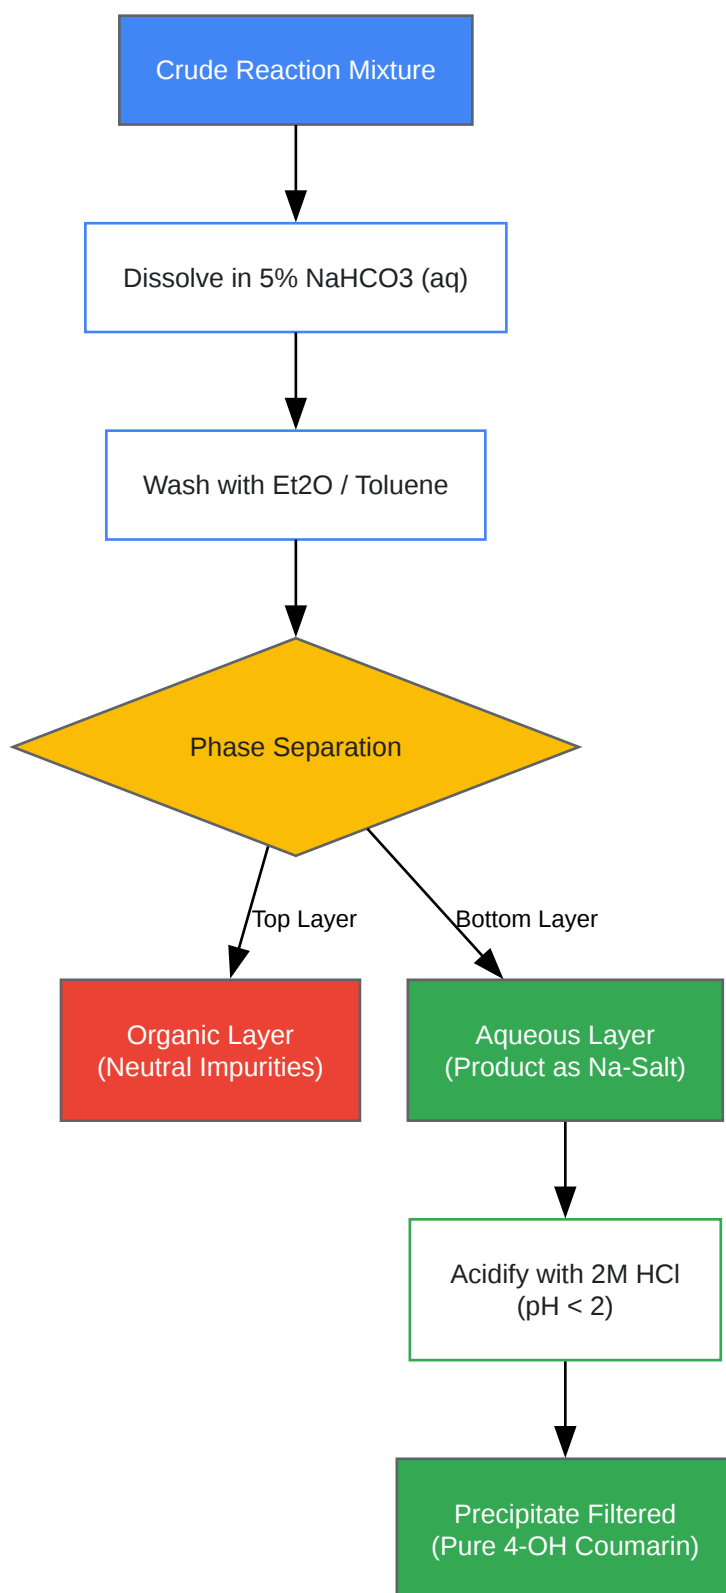 Crude Reaction Mixture
Dissolve in 5% NaHCO3 (aq)
Wash with Et2O / Toluene
Phase Separation
Top Layer
Bottom Layer
Organic Layer
(Neutral Impurities)
Aqueous Layer
(Product as Na-Salt)
Acidify with 2M HCl
(pH < 2)
Precipitate Filtered
(Pure 4-OH Coumarin)